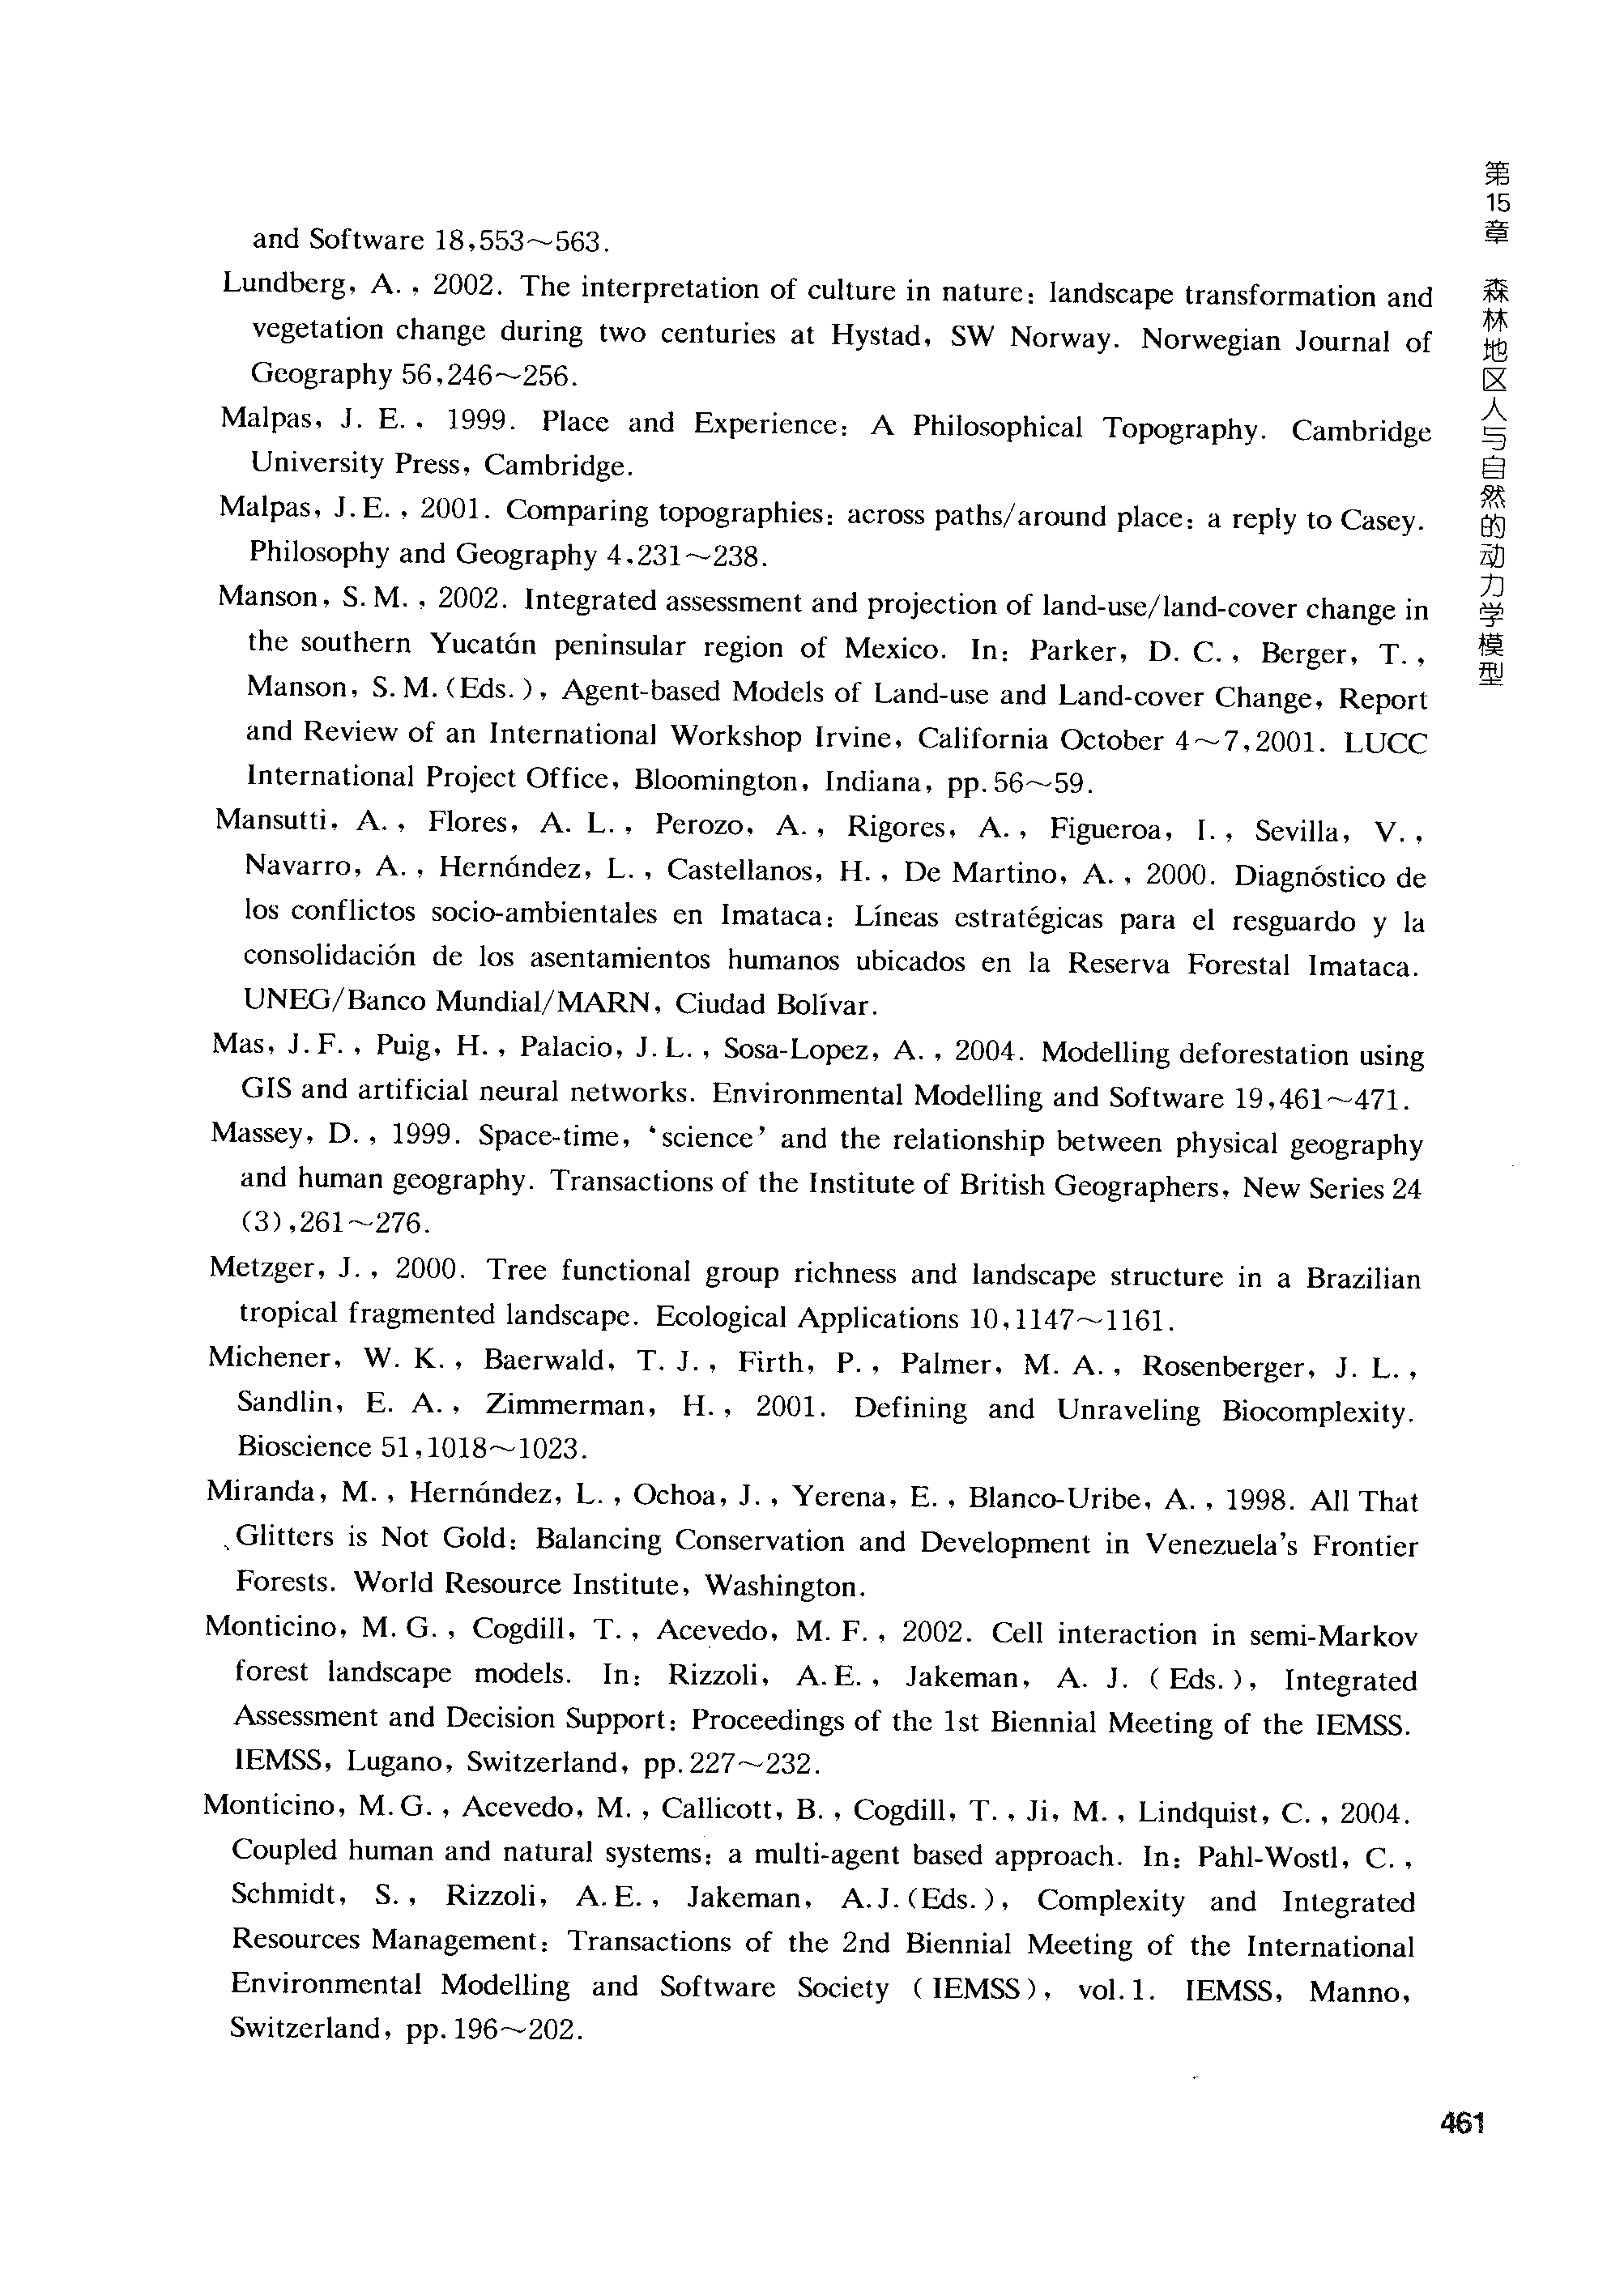 and Software 18,553～563.
Lundberg, A., 2002. The interpretation of culture in nature: landscape transformation and
vegetation change during two centuries at Hystad, SW Norway. Norwegian Journal of
Geography 56,246～256.
Malpas, J. E., 1999. Place and Experience: A Philosophical Topography. Cambridge
University Press, Cambridge.
Malpas, J.E., 2001. Comparing topographies: across paths/around place: a reply to Casey.
Philosophy and Geography 4,231～238.
Manson, S.M., 2002. Integrated assessment and projection of land-use/land-cover change in
the southern Yucatán peninsular region of Mexico. In: Parker, D. C., Berger, T.,
Manson, S.M.(Eds.), Agent-based Models of Land-use and Land-cover Change, Report
and Review of an International Workshop Irvine, California October 4～7,2001. LUCC
International Project Office, Bloomington, Indiana, pp.56～59.
Mansutti, A., Flores, A. L., Perozo, A., Rigores, A., Figueroa, I., Sevilla, V.,
Navarro, A., Hernández, L., Castellanos, H., De Martino, A., 2000. Diagnóstico de
los conflictos socio-ambientales en Imataca: Líneas estratégicas para el resguardo y la
consolidación de los asentamientos humanos ubicados en la Reserva Forestal Imataca.
UNEG/Banco Mundial/MARN, Ciudad Bolívar.
Mas, J.F., Puig, H., Palacio, J.L., Sosa-Lopez, A., 2004. Modelling deforestation using
GIS and artificial neural networks. Environmental Modelling and Software 19,461～471.
Massey, D., 1999. Space-time, ‘science’ and the relationship between physical geography
and human geography. Transactions of the Institute of British Geographers, New Series 24
(3),261～276.
Metzger, J., 2000. Tree functional group richness and landscape structure in a Brazilian
tropical fragmented landscape. Ecological Applications 10,1147～1161.
Michener, W. K., Baerwald, T. J., Firth, P., Palmer, M. A., Rosenberger, J. L.,
Sandlin, E. A., Zimmerman, H., 2001. Defining and Unraveling Biocomplexity.
Bioscience 51,1018～1023.
Miranda, M., Hernández, L., Ochoa, J., Yerena, E., Blanco-Uribe, A., 1998. All That
Glitters is Not Gold: Balancing Conservation and Development in Venezuela’s Frontier
Forests. World Resource Institute, Washington.
Monticino, M. G., Cogdill, T., Acevedo, M. F., 2002. Cell interaction in semi-Markov
forest landscape models. In: Rizzoli, A.E., Jakeman, A. J. (Eds.), Integrated
Assessment and Decision Support: Proceedings of the 1st Biennial Meeting of the IEMSS.
IEMSS, Lugano, Switzerland, pp.227～232.
Monticino, M.G., Acevedo, M., Callicott, B., Cogdill, T., Ji, M., Lindquist, C., 2004.
Coupled human and natural systems: a multi-agent based approach. In: Pahl-Wostl, C.,
Schmidt, S., Rizzoli, A.E., Jakeman, A.J.(Eds.), Complexity and Integrated
Resources Management: Transactions of the 2nd Biennial Meeting of the International
Environmental Modelling and Software Society (IEMSS), vol.1. IEMSS, Manno,
Switzerland, pp.196～202.
第15章 森林地区人与自然的动力学模型
461